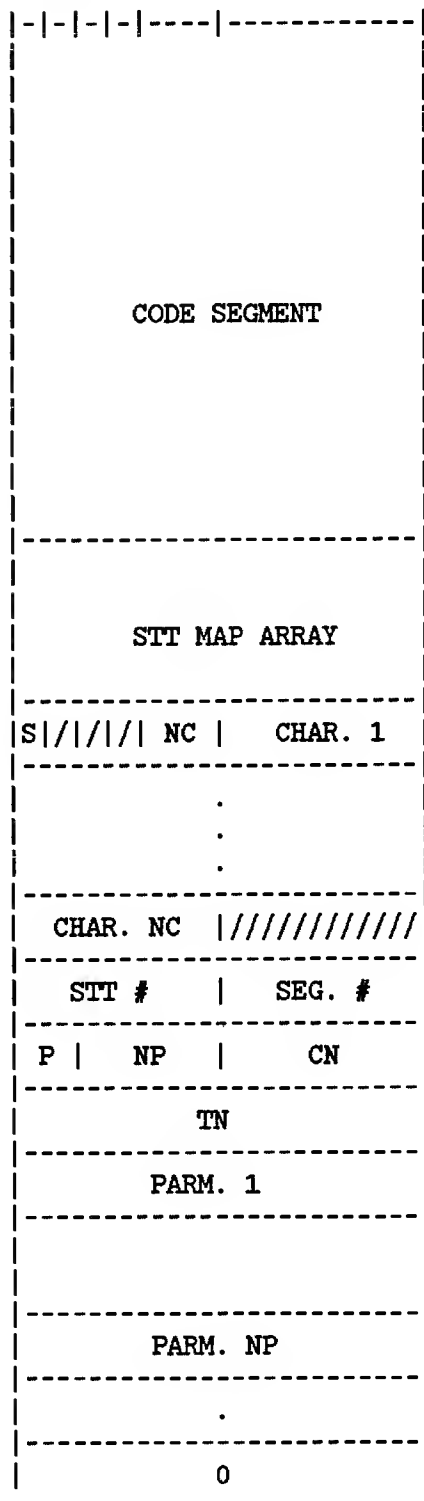 |-|-|-|-|----|------------|
CODE SEGMENT
STT MAP ARRAY
S|/|/|/| NC | CHAR. 1
.
.
.
CHAR. NC |////////////
STT # | SEG. #
P | NP | CN
TN
PARM. 1
PARM. NP
.
0